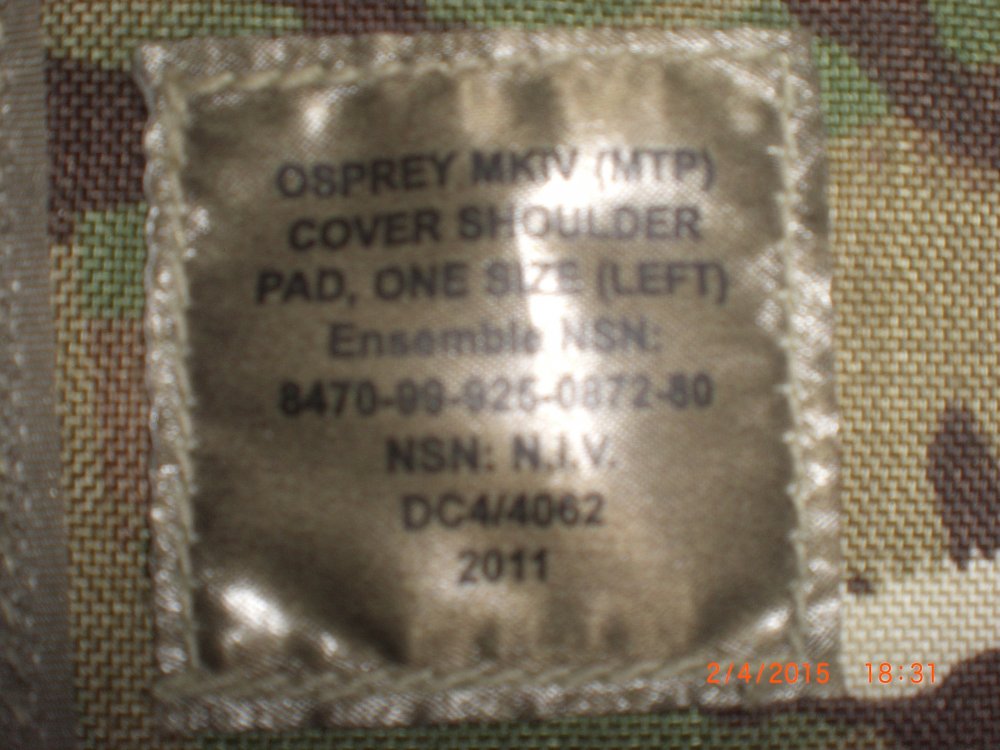 OSPREY MKIV (MTP)
COVER SHOULDER
PAD, ONE SIZE (LEFT)
Ensemble NSN:
8470-99-925-0872-80
NSN: N.I.V.
DC4/4062
2011
2/4/2015 18:31